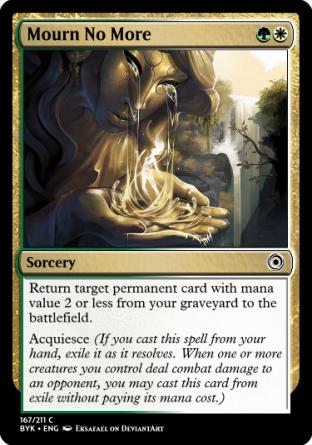 Mourn No More
Sorcery
Return target permanent card with mana
value 2 or less from your graveyard to the
battlefield.
Acquiesce (If you cast this spell from your
hand, exile it as it resolves. When one or more
creatures you control deal combat damage to
an opponent, you may cast this card from
exile without paying its mana cost.)
167/211 C
BYK • ENG Eksafael on DeviantArt